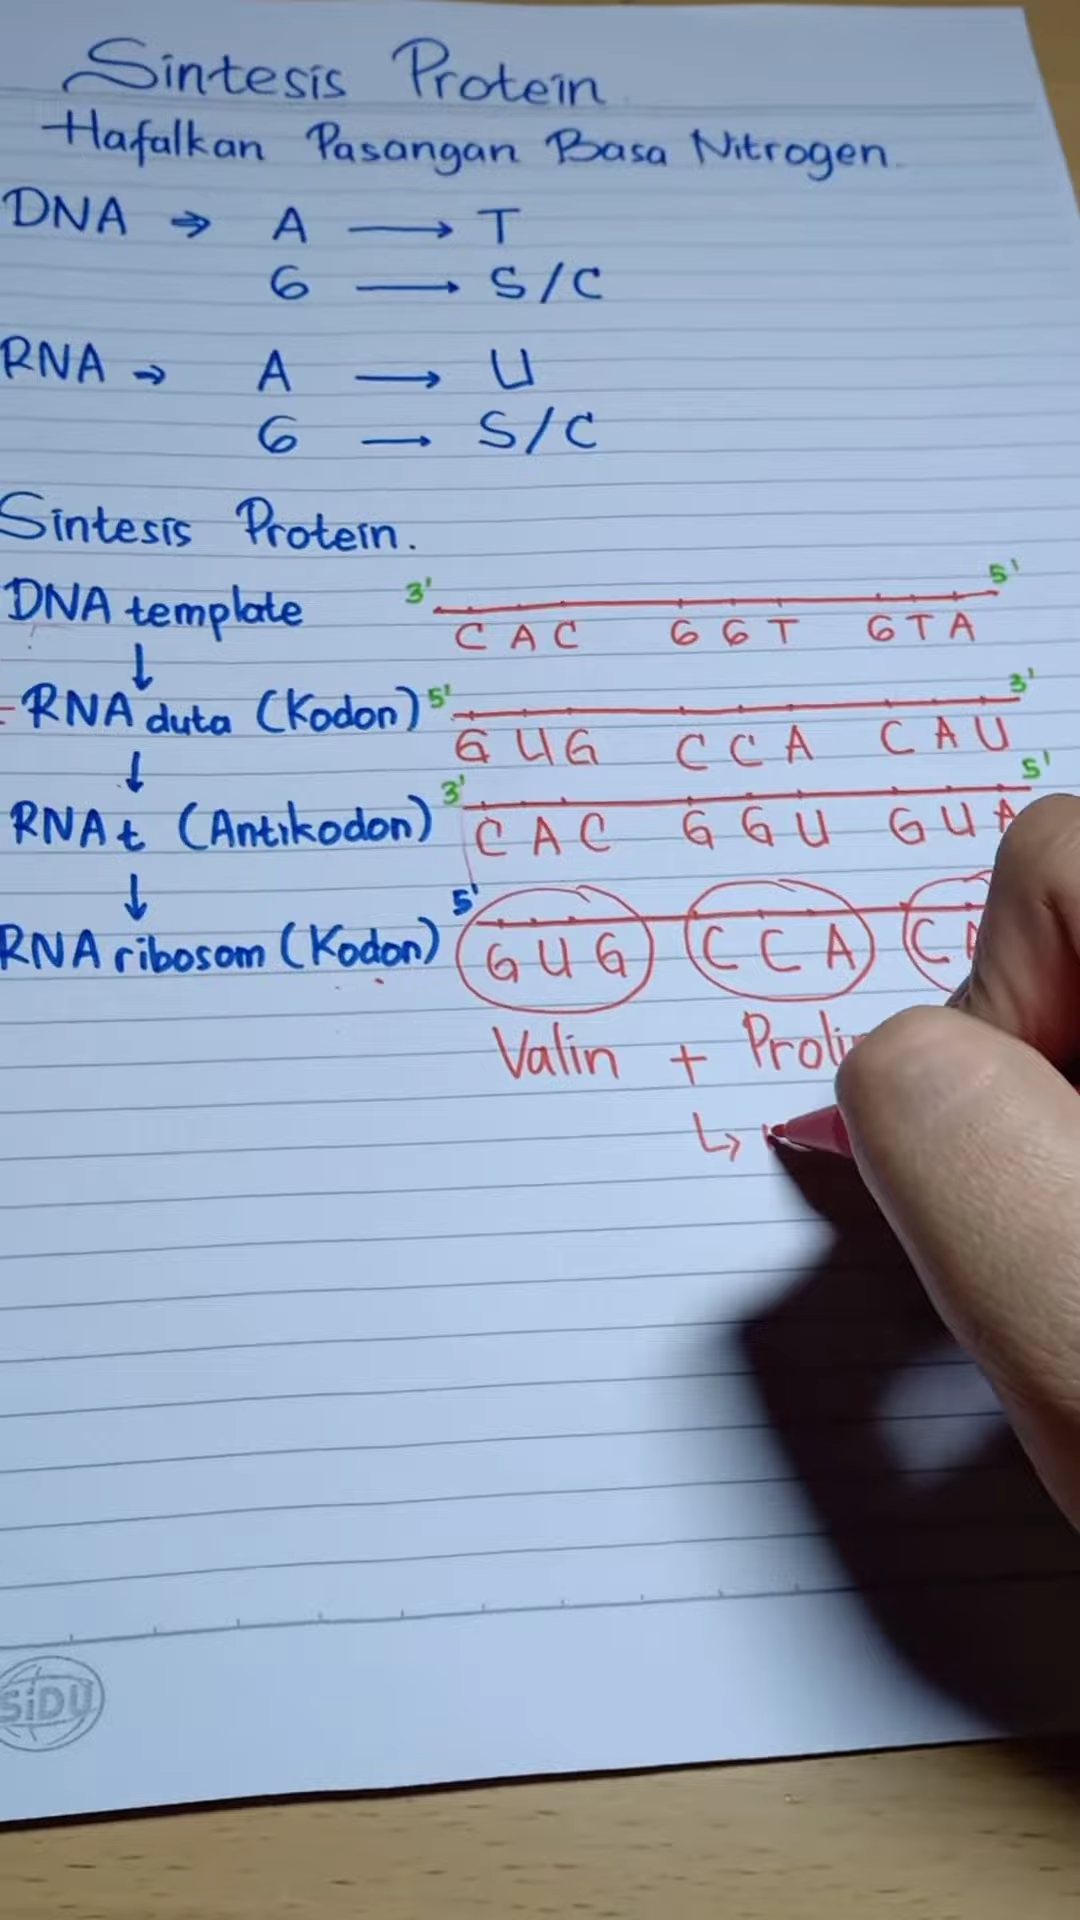 Sintesis Protein
Hafalkan Pasangan Basa Nitrogen
DNA → A → T
G → S/C
RNA → A → U
G → S/C
Sintesis Protein.
DNA template 3' 5'
C A C G G T G T A
↓
RNA duta (Kodon) 5' 3'
G U G C C A C A U
↓
RNA t (Antikodon) 3' 5'
C A C G G U G U A
↓
RNA ribosom (Kodon) 5'
G U G C C A C A
Valin +
↳
SiDU